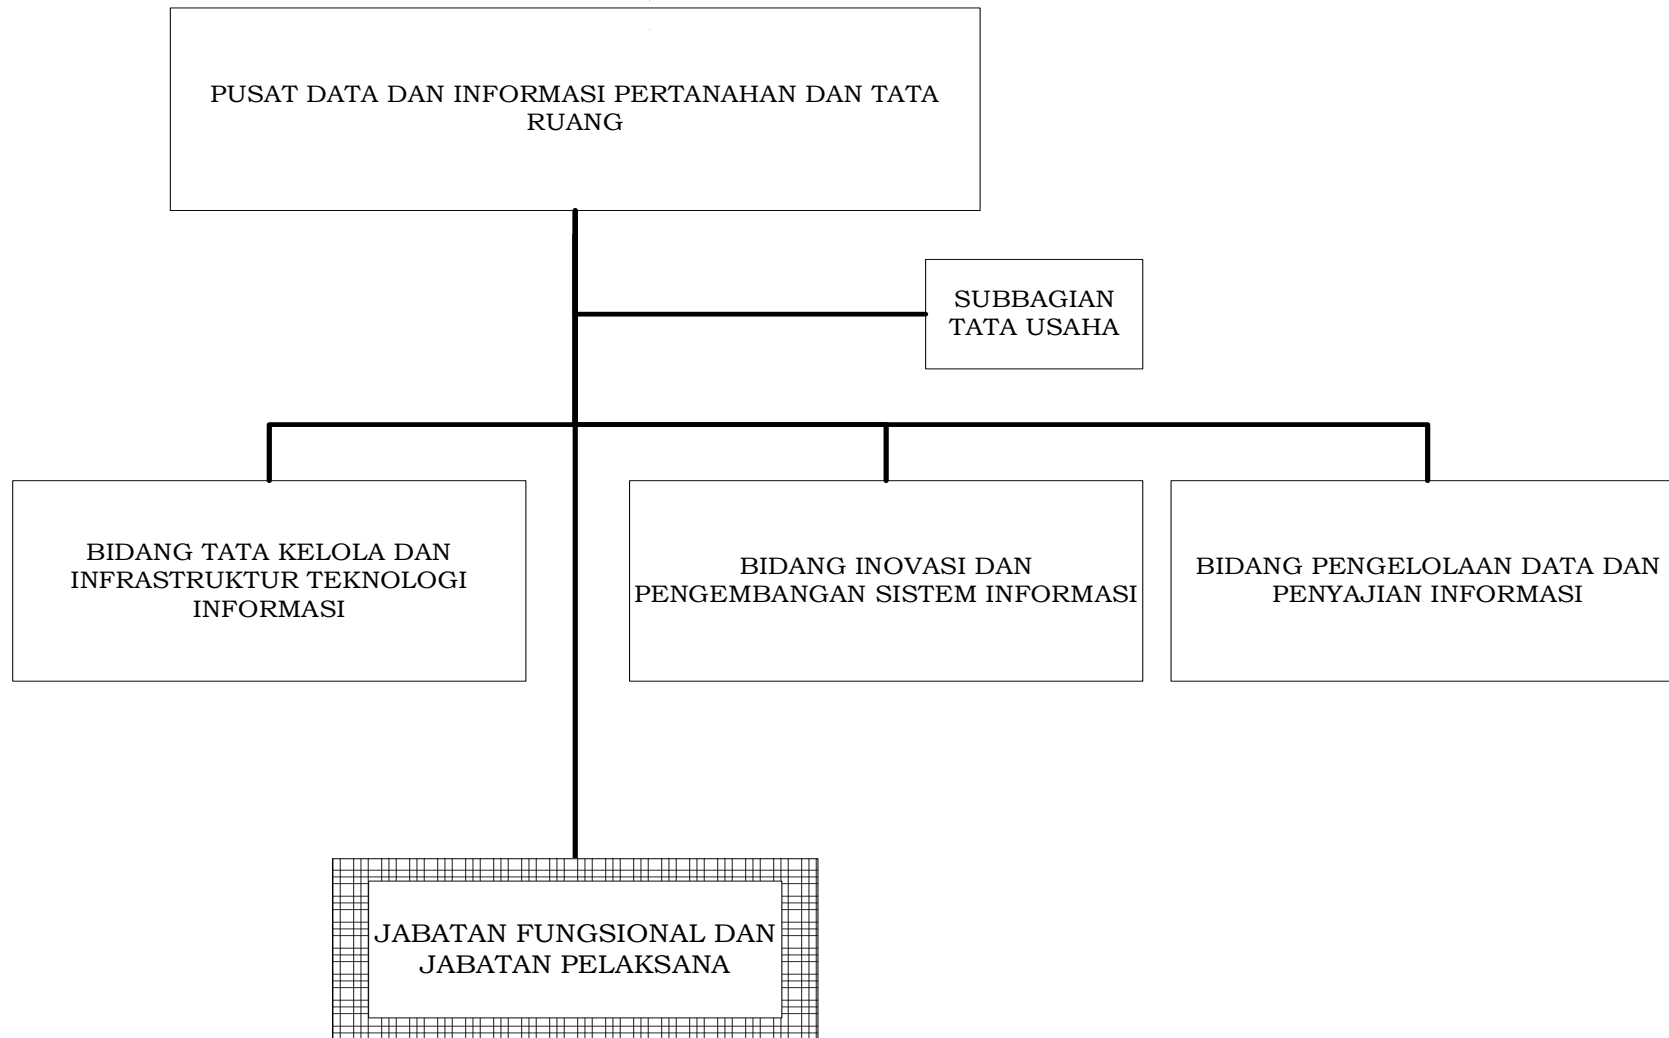 PUSAT DATA DAN INFORMASI PERTANAHAN DAN TATA
RUANG
SUBBAGIAN
TATA USAHA
BIDANG TATA KELOLA DAN
INFRASTRUKTUR TEKNOLOGI
INFORMASI
BIDANG INOVASI DAN
PENGEMBANGAN SISTEM INFORMASI
BIDANG PENGELOLAAN DATA DAN
PENYAJIAN INFORMASI
JABATAN FUNGSIONAL DAN
JABATAN PELAKSANA